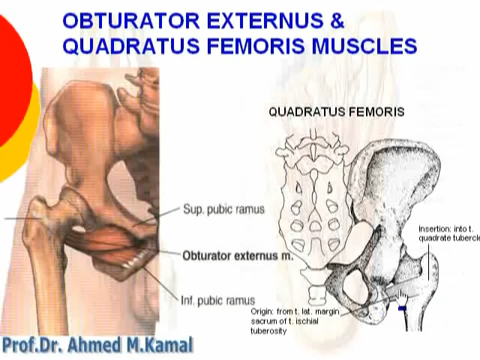 OBTURATOR EXTERNUS &
QUADRATUS FEMORIS MUSCLES
QUADRATUS FEMORIS
Sup. pubic ramus
Obturator externus m.
Inf. pubic ramus
Insertion: into t.
quadrate tubercle
Origin: from t. lat. margin
sacrum of t. ischial
tuberosity
Prof.Dr. Ahmed M.Kamal